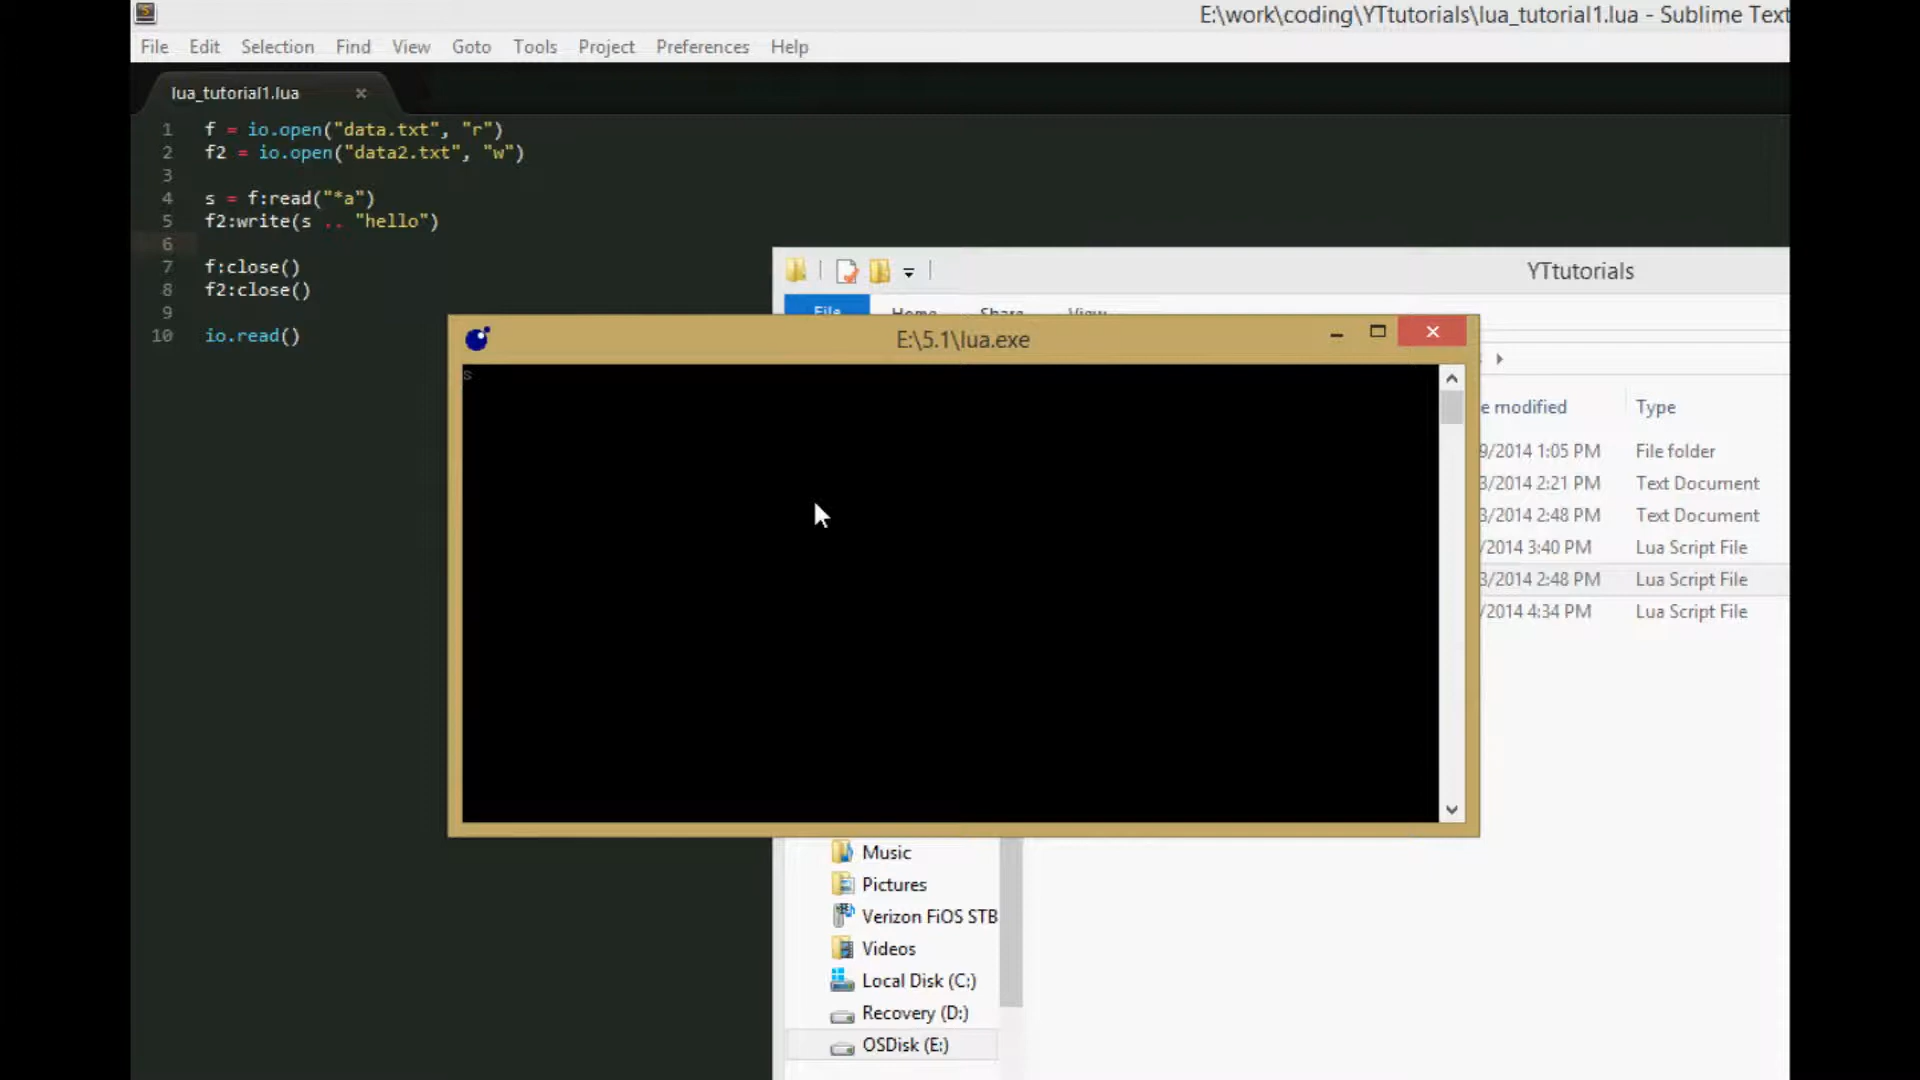 E:\work\coding\YTtutorials\lua_tutorial1.lua - Sublime Text
File Edit Selection Find View Goto Tools Project Preferences Help
lua_tutorial1.lua
1 f = io.open("data.txt", "r")
2 f2 = io.open("data2.txt", "w")
3
4 s = f:read("*a")
5 f2:write(s .. "hello")
6
7 f:close()
8 f2:close()
9
10 io.read()
YTtutorials
File Home Share View
E:\5.1\lua.exe
s
e modified Type
9/2014 1:05 PM File folder
3/2014 2:21 PM Text Document
3/2014 2:48 PM Text Document
/2014 3:40 PM Lua Script File
3/2014 2:48 PM Lua Script File
/2014 4:34 PM Lua Script File
Music
Pictures
Verizon FiOS STB
Videos
Local Disk (C:)
Recovery (D:)
OSDisk (E:)